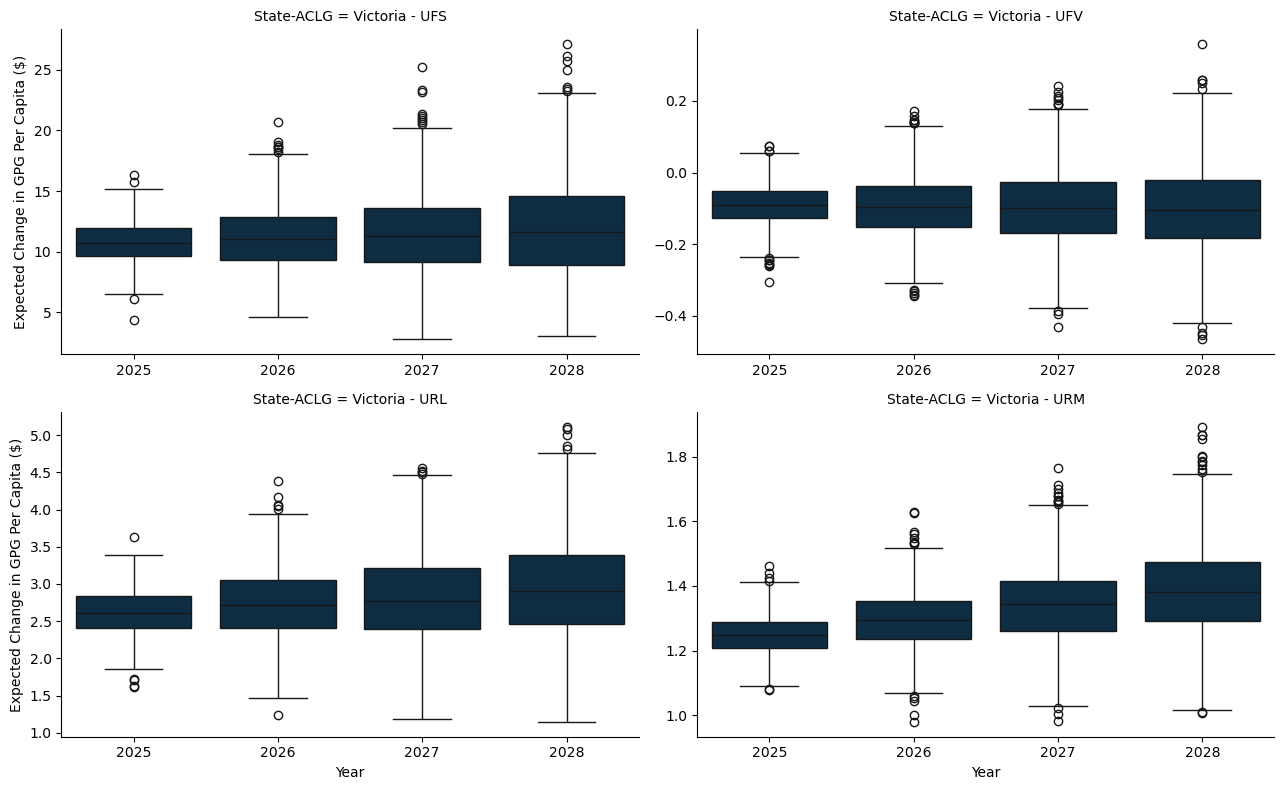 State-ACLG = Victoria - UFS
Expected Change in GPG Per Capita ($)
25
20
15
10
5
2025 2026 2027 2028
State-ACLG = Victoria - UFV
0.2
0.0
−0.2
−0.4
2025 2026 2027 2028
State-ACLG = Victoria - URL
Expected Change in GPG Per Capita ($)
5.0
4.5
4.0
3.5
3.0
2.5
2.0
1.5
1.0
2025 2026 2027 2028
Year
State-ACLG = Victoria - URM
1.8
1.6
1.4
1.2
1.0
2025 2026 2027 2028
Year